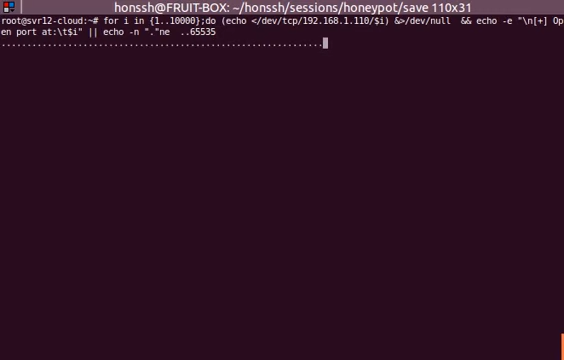 honssh@FRUIT-BOX: ~/honssh/sessions/honeypot/save 110x31
root@svr12-cloud:~# for i in {1..10000};do (echo </dev/tcp/192.168.1.110/$i) &>/dev/null  && echo -e "\n[+] Op
en port at:\t$i" || echo -n "."ne  ..65535
................................................................